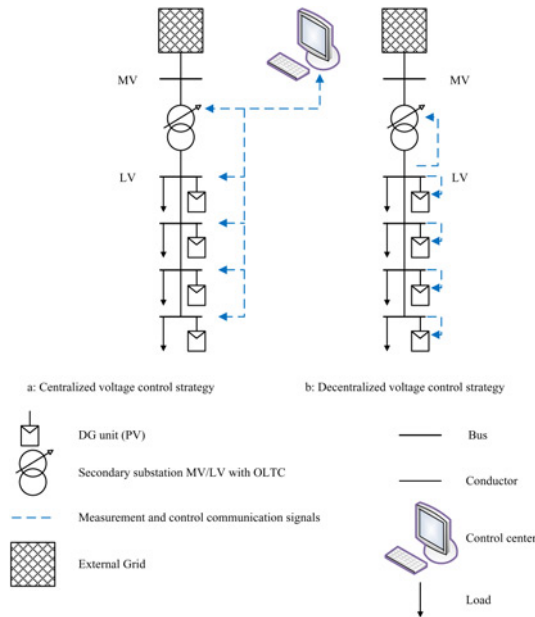 MV
MV
LV
LV
a: Centralized voltage control strategy
b: Decentralized voltage control strategy
DG unit (PV)
Bus
Secondary substation MV/LV with OLTC
Conductor
Measurement and control communication signals
Control center
External Grid
Load